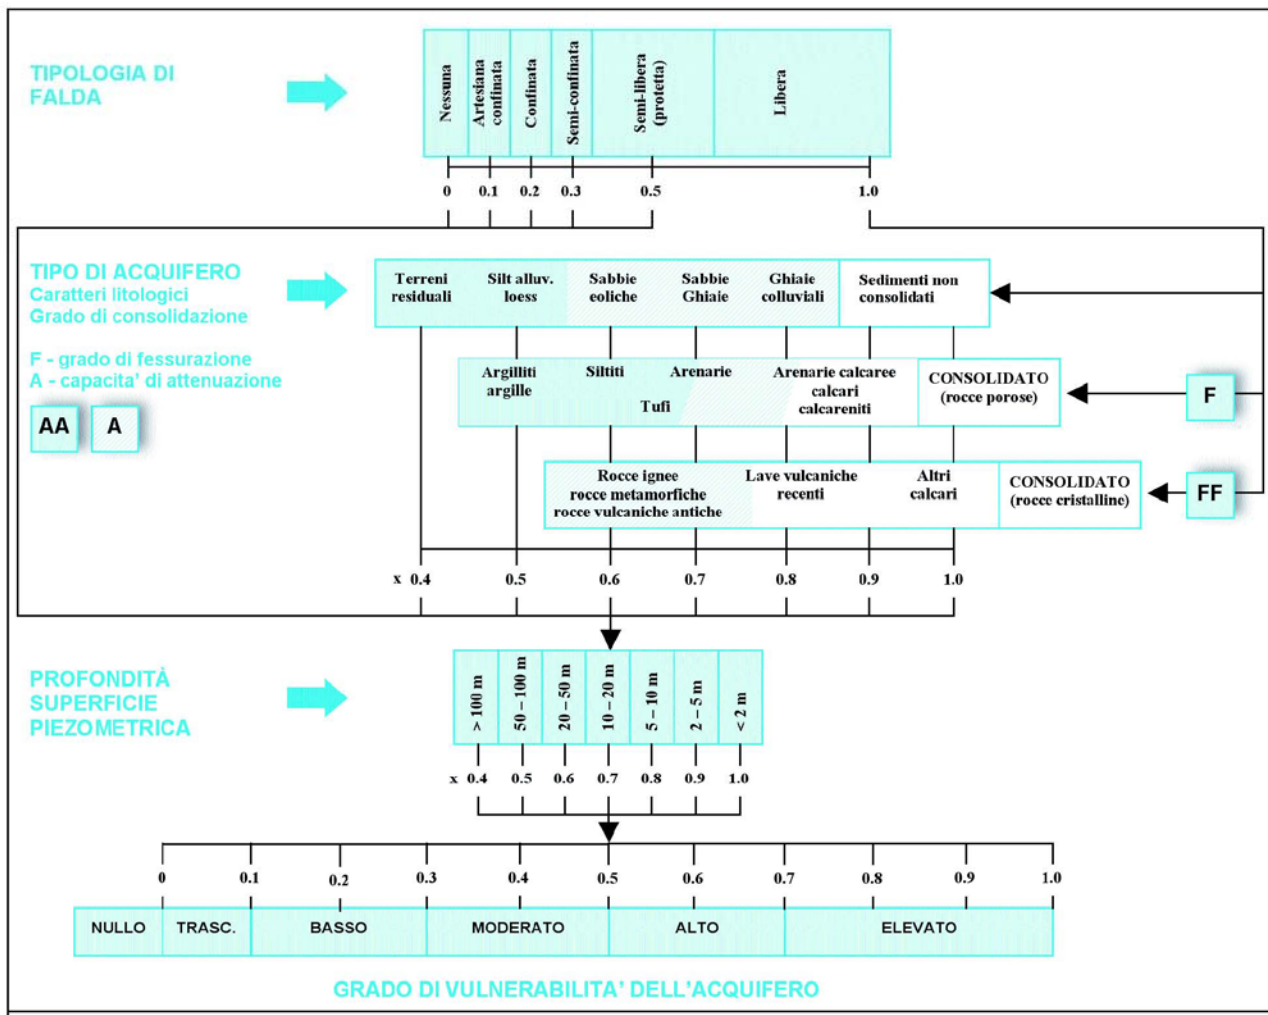 TIPOLOGIA DI
FALDA
Nessuna
Artesiana
confinata
Confinata
Semi-confinata
Semi-libera
(protetta)
Libera
0 0.1 0.2 0.3 0.5 1.0
TIPO DI ACQUIFERO
Caratteri litologici
Grado di consolidazione
F - grado di fessurazione
A - capacita' di attenuazione
AA A
Terreni
residuali
Silt alluv.
loess
Sabbie
eoliche
Sabbie
Ghiaie
Ghiaie
colluviali
Sedimenti non
consolidati
Argilliti
argille
Siltiti
Tufi
Arenarie
Arenarie calcaree
calcari
calcareniti
CONSOLIDATO
(rocce porose)
F
Rocce ignee
rocce metamorfiche
rocce vulcaniche antiche
Lave vulcaniche
recenti
Altri
calcari
CONSOLIDATO
(rocce cristalline)
FF
x 0.4 0.5 0.6 0.7 0.8 0.9 1.0
PROFONDITÀ
SUPERFICIE
PIEZOMETRICA
> 100 m
50 – 100 m
20 – 50 m
10 – 20 m
5 – 10 m
2 – 5 m
< 2 m
x 0.4 0.5 0.6 0.7 0.8 0.9 1.0
0 0.1 0.2 0.3 0.4 0.5 0.6 0.7 0.8 0.9 1.0
NULLO TRASC. BASSO MODERATO ALTO ELEVATO
GRADO DI VULNERABILITA' DELL'ACQUIFERO